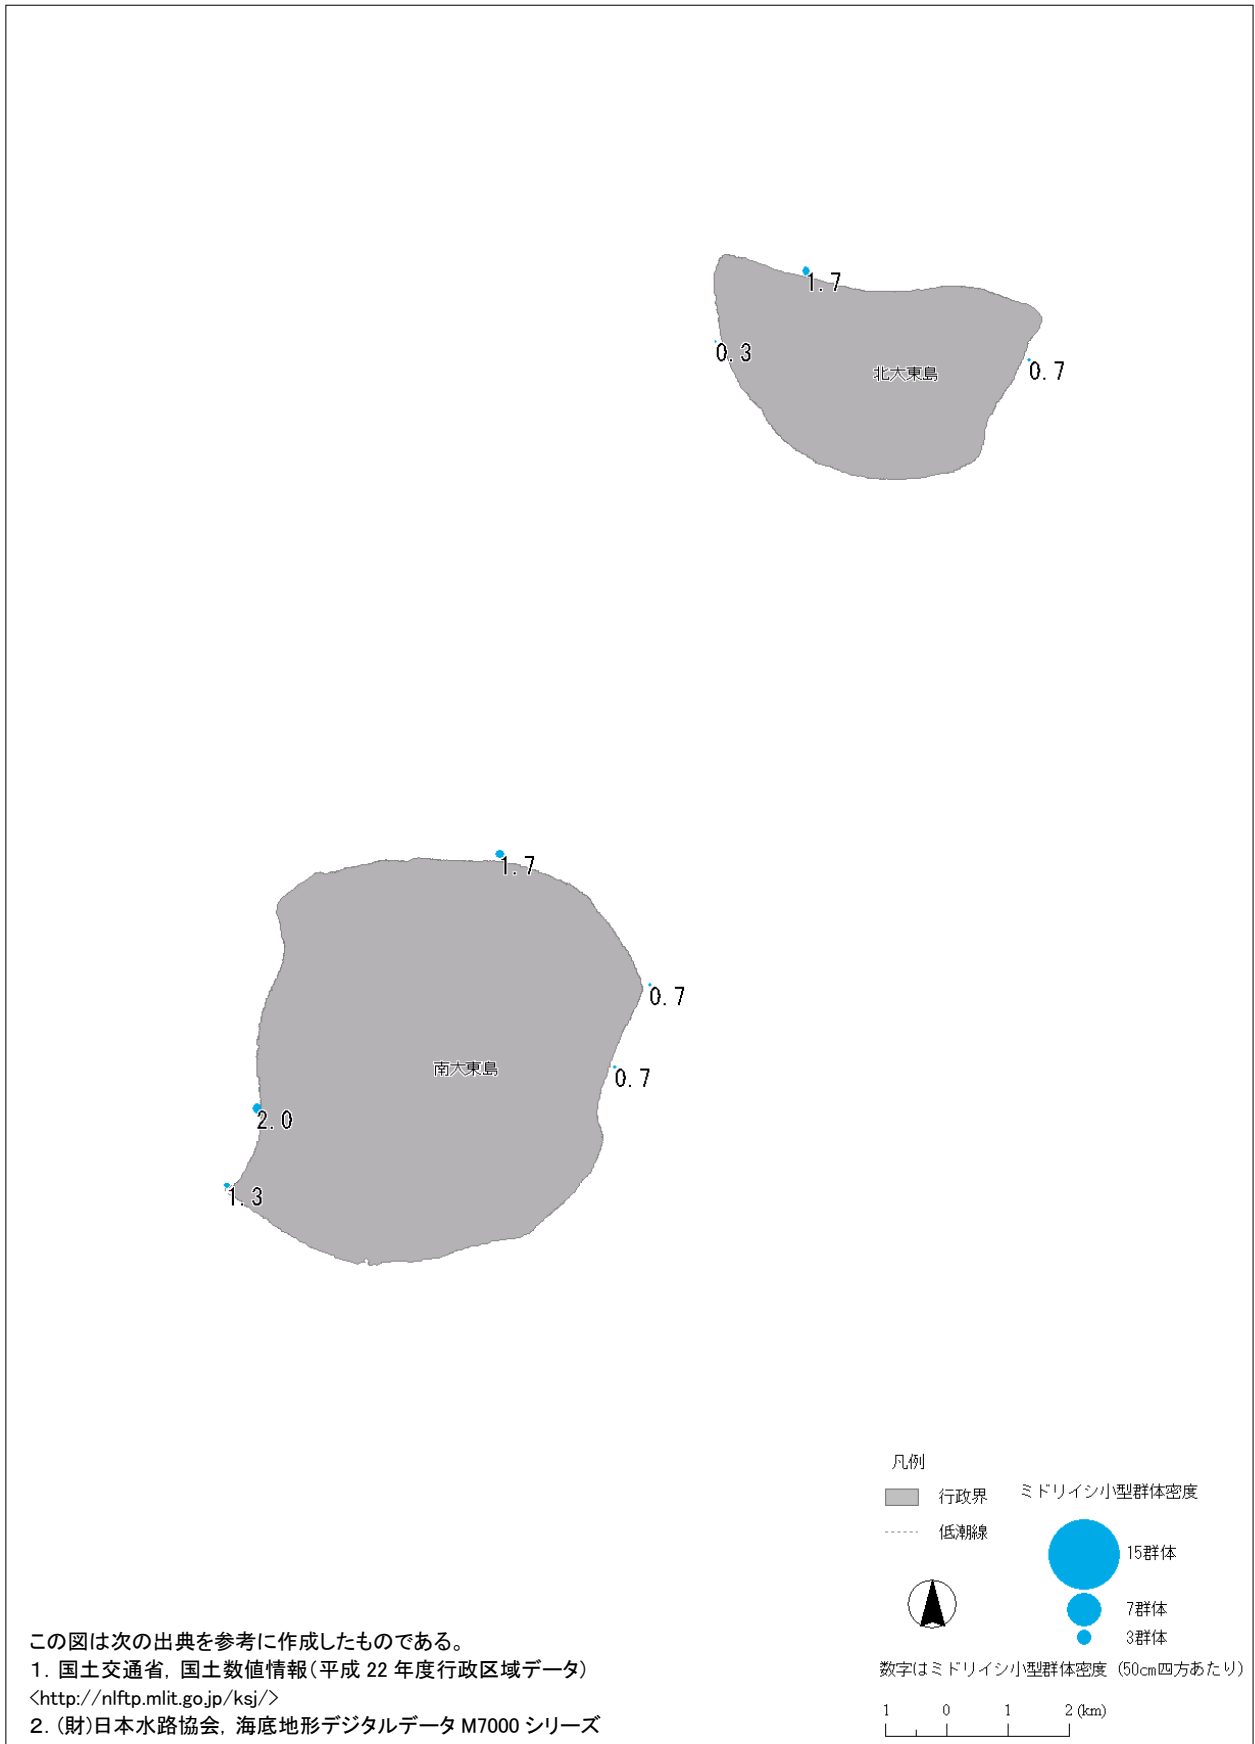 1.7
0.3
北大東島
0.7
1.7
0.7
南大東島
0.7
2.0
1.3
凡例
行政界
ミドリイシ小型群体密度
低潮線
15群体
7群体
3群体
数字はミドリイシ小型群体密度 (50cm四方あたり)
1 0 1 2 (km)
この図は次の出典を参考に作成したものである。
1. 国土交通省, 国土数値情報(平成 22 年度行政区域データ)
<http://nlftp.mlit.go.jp/ksj/>
2. (財)日本水路協会, 海底地形デジタルデータ M7000 シリーズ